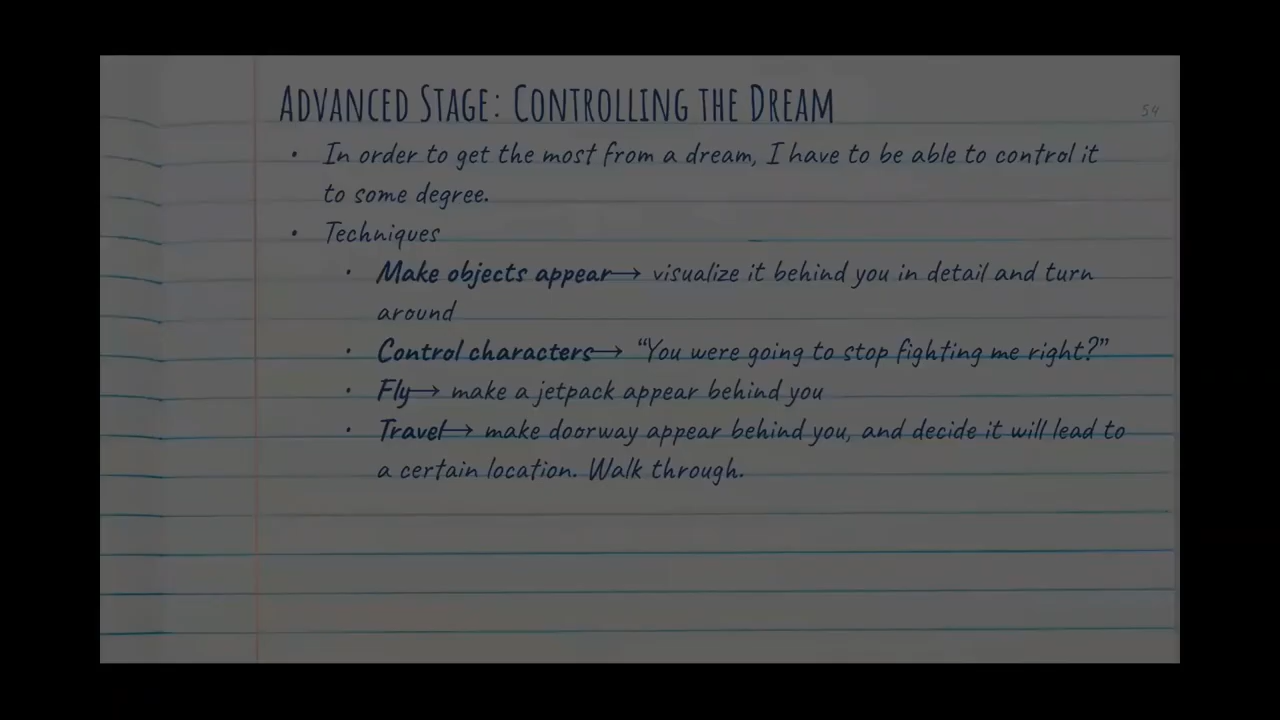 ADVANCED STAGE: CONTROLLING THE DREAM
54
• In order to get the most from a dream, I have to be able to control it
to some degree.
• Techniques
• Make objects appear→ visualize it behind you in detail and turn
around
• Control characters→ “You were going to stop fighting me right?”
• Fly→ make a jetpack appear behind you
• Travel→ make doorway appear behind you, and decide it will lead to
a certain location. Walk through.